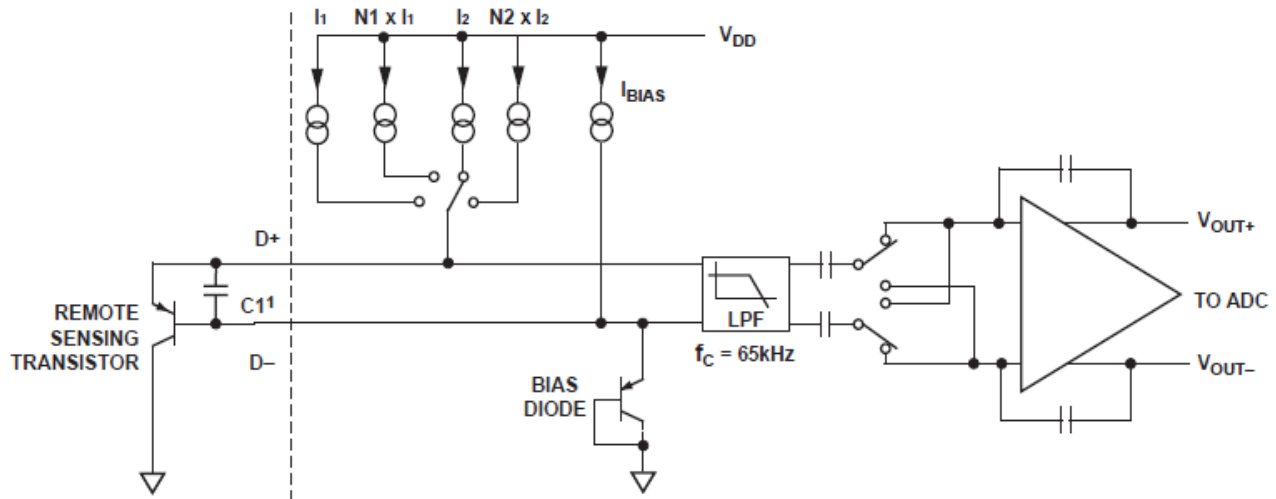 I1 N1 x I1 I2 N2 x I2
VDD
IBIAS
D+
C1¹
REMOTE
SENSING
TRANSISTOR
D–
BIAS
DIODE
LPF
fC = 65kHz
VOUT+
TO ADC
VOUT–